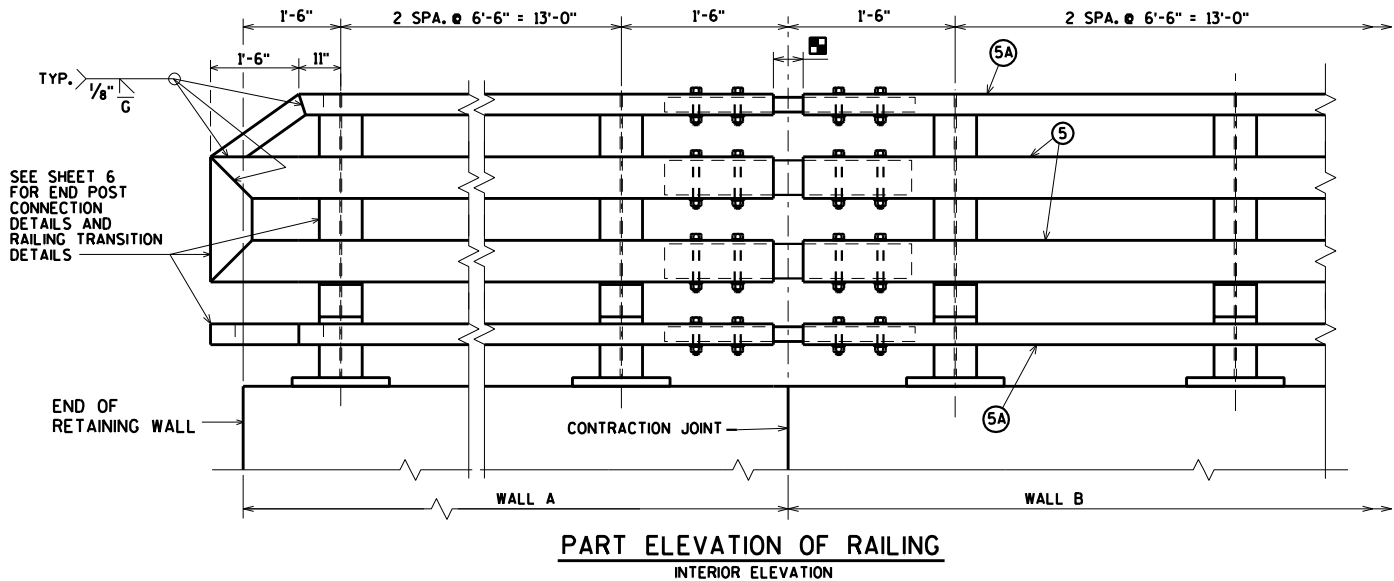 1'-6"
2 SPA. @ 6'-6" = 13'-0"
1'-6"
1'-6"
2 SPA. @ 6'-6" = 13'-0"
1'-6"
11"
5A
TYP.
1/8"
G
5
SEE SHEET 6
FOR END POST
CONNECTION
DETAILS AND
RAILING TRANSITION
DETAILS
END OF
RETAINING WALL
CONTRACTION JOINT
5A
WALL A
WALL B
PART ELEVATION OF RAILING
INTERIOR ELEVATION